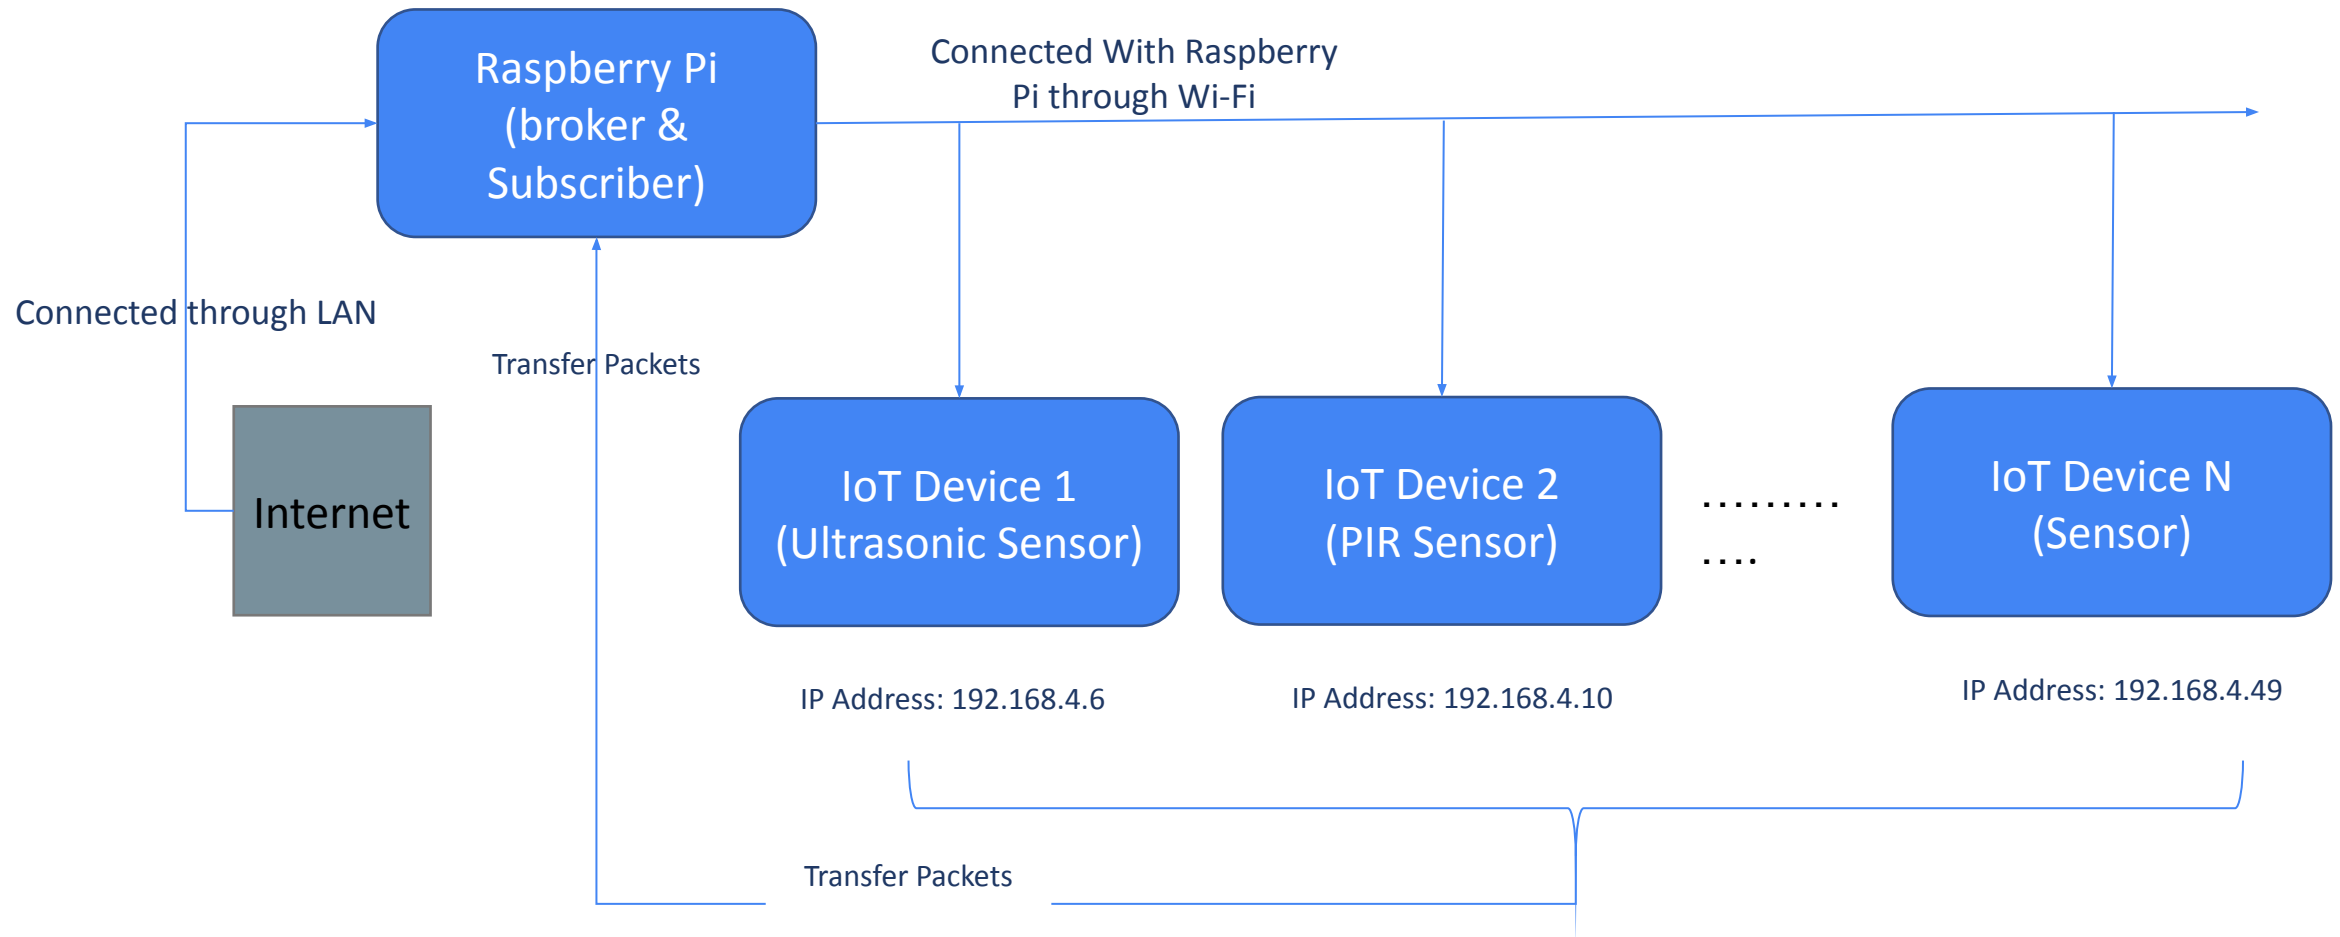 Raspberry Pi
(broker &
Subscriber)
Connected With Raspberry
Pi through Wi-Fi
Connected through LAN
Transfer Packets
Internet
IoT Device 1
(Ultrasonic Sensor)
IoT Device 2
(PIR Sensor)
.........
....
IoT Device N
(Sensor)
IP Address: 192.168.4.6
IP Address: 192.168.4.10
IP Address: 192.168.4.49
Transfer Packets